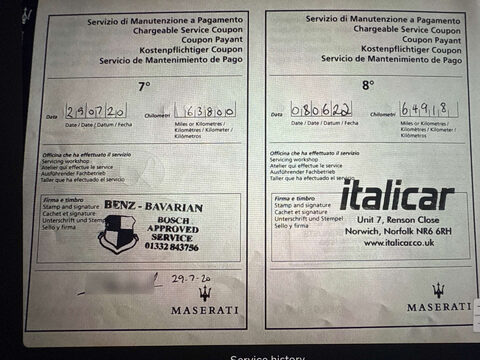 Servizio di Manutenzione a Pagamento
Chargeable Service Coupon
Coupon Payant
Kostenpflichtiger Coupon
Servicio de Mantenimiento de Pago
7°
Data 290720 Chilometri 63800
Date / Date / Datum / Fecha
Miles or Kilometres /
Kilomètres / Kilometer /
Kilómetros
Officina che ha effettuato il servizio
Servicing workshop
Atelier qui effectue le service
Ausführender Fachbetrieb
Taller que ha efectuado el servicio
Firma e timbro
Stamp and signature
Cachet et signature
Unterschrift und Stempel
Sello y firma
BENZ - BAVARIAN
BOSCH
APPROVED
SERVICE
01332 843756
29-7-20
MASERATI
Servizio di Manutenzione a Pagamento
Chargeable Service Coupon
Coupon Payant
Kostenpflichtiger Coupon
Servicio de Mantenimiento de Pago
8°
Data 080622 Chilometri 64918
Date / Date / Datum / Fecha
Miles or Kilometres /
Kilomètres / Kilometer /
Kilómetros
Officina che ha effettuato il servizio
Servicing workshop
Atelier qui effectue le service
Ausführender Fachbetrieb
Taller que ha efectuado el servizio
Firma e timbro
Stamp and signature
Cachet et signature
Unterschrift und Stempel
Sello y firma
italicar
Unit 7, Renson Close
Norwich, Norfolk NR6 6RH
www.italicar.co.uk
MASERATI
Service history